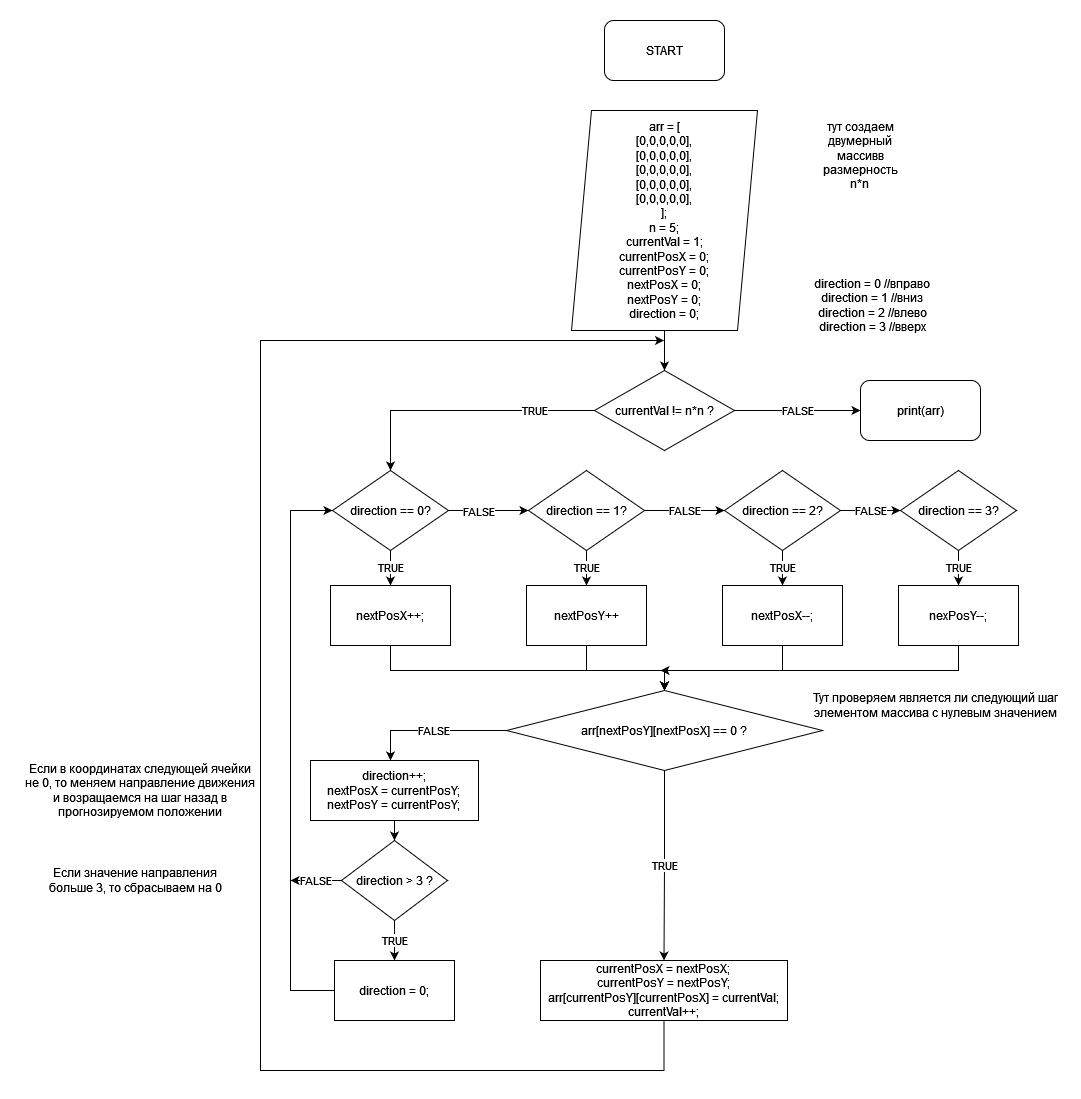 START
arr = [
[0,0,0,0,0],
[0,0,0,0,0],
[0,0,0,0,0],
[0,0,0,0,0],
[0,0,0,0,0],
];
n = 5;
currentVal = 1;
currentPosX = 0;
currentPosY = 0;
nextPosX = 0;
nextPosY = 0;
direction = 0;
тут создаем
двумерный
массивв
размерность
n*n
direction = 0 //вправо
direction = 1 //вниз
direction = 2 //влево
direction = 3 //вверх
currentVal != n*n ?
TRUE
FALSE
print(arr)
direction == 0?
FALSE
direction == 1?
FALSE
direction == 2?
FALSE
direction == 3?
TRUE
TRUE
TRUE
TRUE
nextPosX++;
nextPosY++
nextPosX--;
nexPosY--;
Тут проверяем является ли следующий шаг
элементом массива с нулевым значением
arr[nextPosY][nextPosX] == 0 ?
FALSE
Если в координатах следующей ячейки
не 0, то меняем направление движения
и возращаемся на шаг назад в
прогнозируемом положении
direction++;
nextPosX = currentPosY;
nextPosY = currentPosY;
TRUE
Если значение направления
больше 3, то сбрасываем на 0
FALSE
direction > 3 ?
TRUE
direction = 0;
currentPosX = nextPosX;
currentPosY = nextPosY;
arr[currentPosY][currentPosX] = currentVal;
currentVal++;